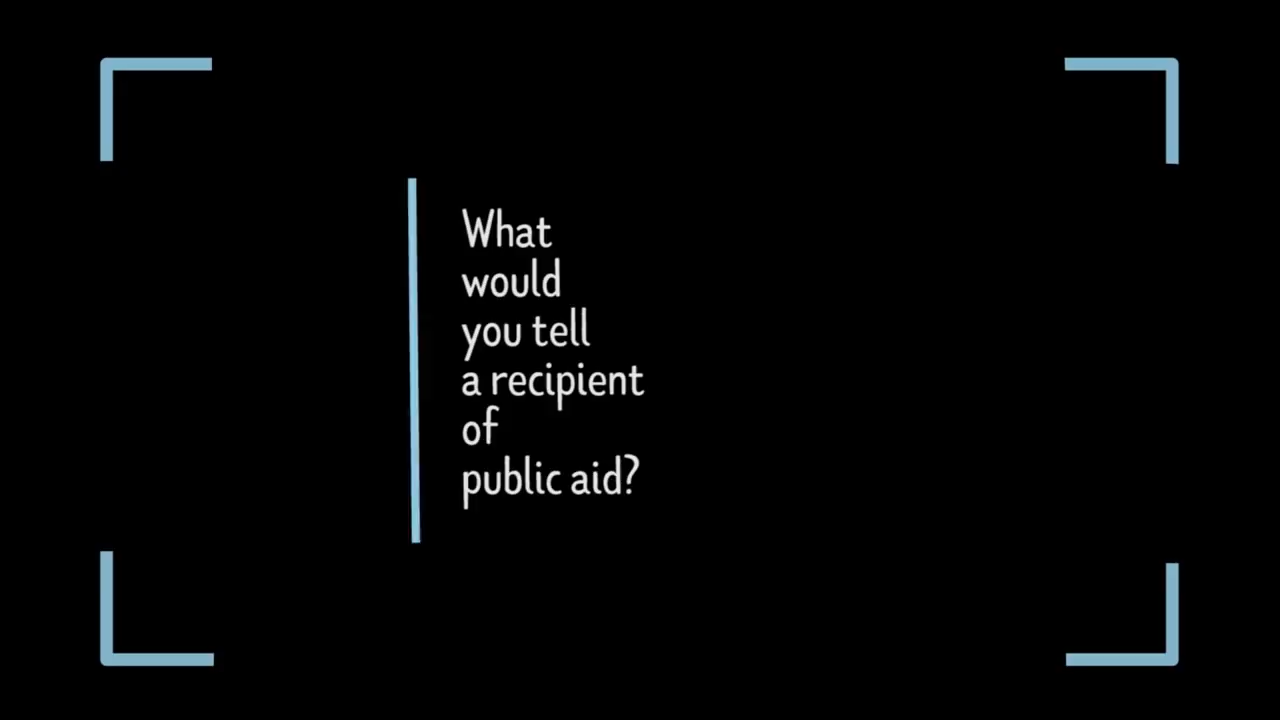 What
would
you tell
a recipient
of
public aid?